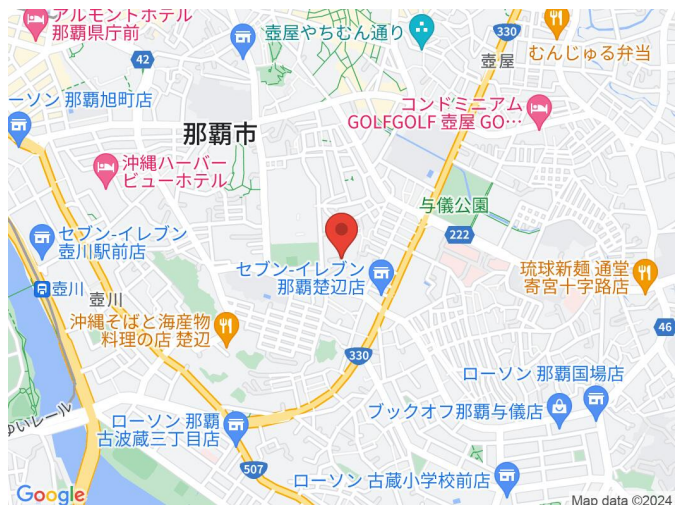 アルモントホテル
那覇県庁前
壺屋やちむん通り
330
むんじゅる弁当
42
壺屋
ーソン 那覇旭町店
コンドミニアム
GOLFGOLF 壺屋 GO…
那覇市
沖縄ハーバー
ビューホテル
与儀公園
セブン-イレブン
壺川駅前店
222
セブン-イレブン
那覇楚辺店
琉球新麺 通堂
寄宮十字路店
壺川
壺川
沖縄そばと海産物
料理の店 楚辺
46
330
ローソン 那覇国場店
ゆいレール
ローソン 那覇
古波蔵三丁目店
ブックオフ那覇与儀店
507
ローソン 古蔵小学校前店
Google
Map data ©2024